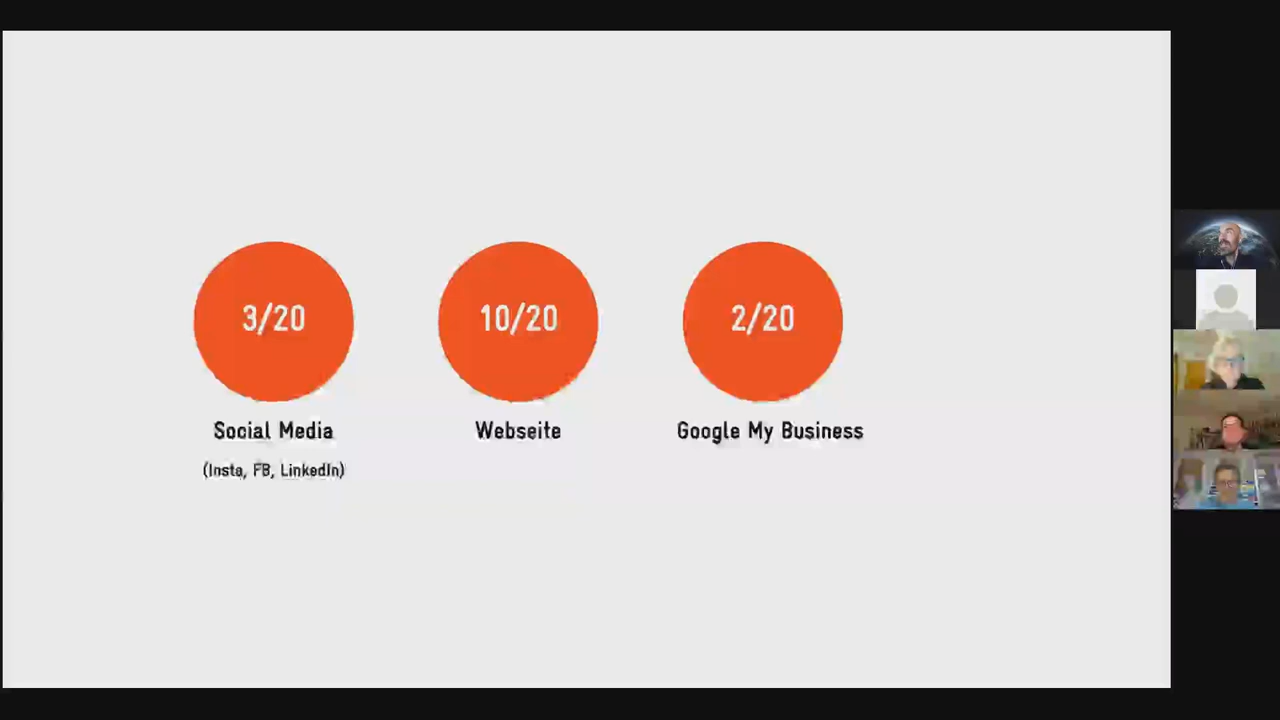 3/20
10/20
2/20
Social Media
Webseite
Google My Business
(Insta, FB, LinkedIn)